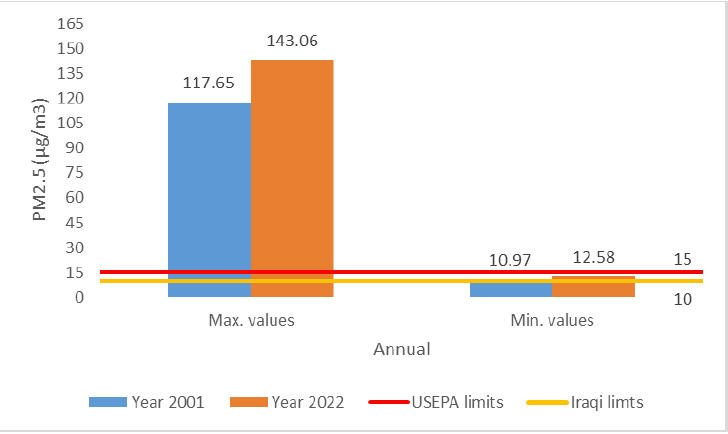 165
150
143.06
135
117.65
120
105
90
75
60
45
30
15
0
PM2.5 (µg/m3)
10.97
12.58
15
10
Max. values
Min. values
Annual
Year 2001
Year 2022
USEPA limits
Iraqi limts